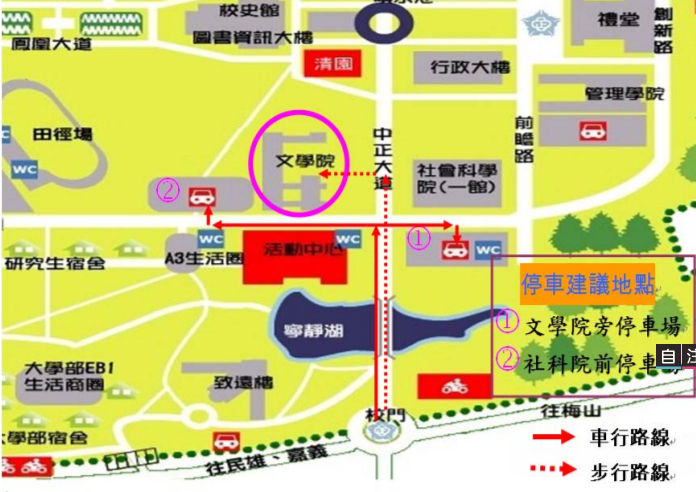 校史館
圖書資訊大樓
鳳凰大道
禮堂
創新路
清園
行政大樓
管理學院
田徑場
WC
文學院
中正大道
前瞻路
社會科學
院(一館)
②
WC
A3生活圈
活動中心
WC
①
WC
研究生宿舍
停車建議地點
① 文學院旁停車場
② 社科院前停車
自
寧靜湖
大學部EB1
生活商圈
致遠樓
校門
往梅山
學部宿舍
往民雄、嘉義
車行路線
步行路線